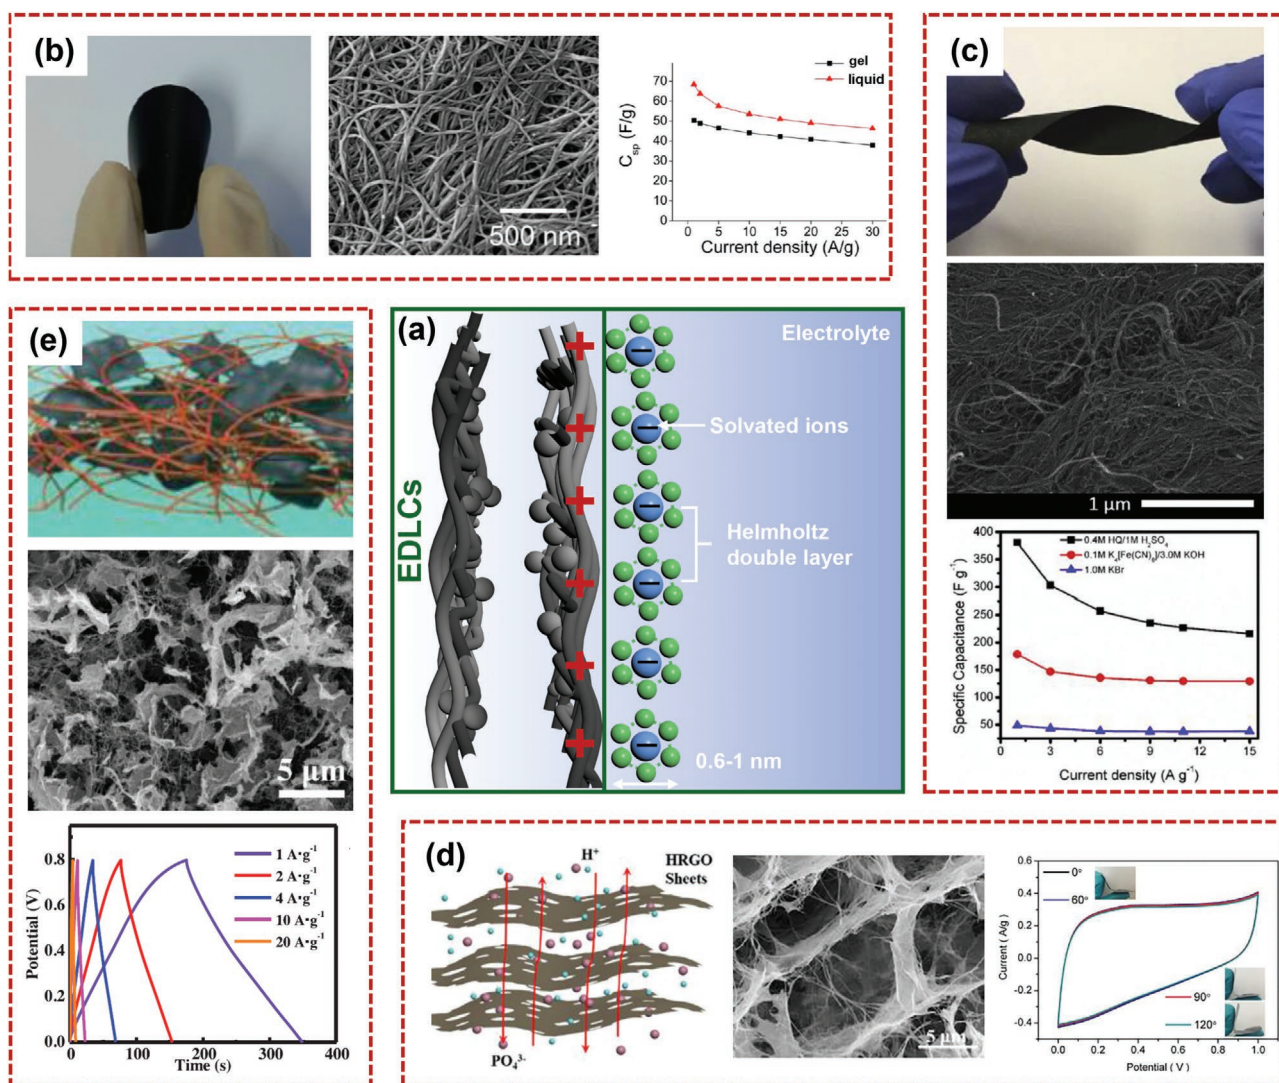 (b)
500 nm
gel
liquid
C_sp (F/g)
70
60
50
40
30
20
10
0
0 5 10 15 20 25 30
Current density (A/g)
(c)
1 µm
0.4M HQ/1M H₂SO₄
0.1M K₃[Fe(CN)₆]/3.0M KOH
1.0M KBr
Specific Capacitance (F g⁻¹)
400
350
300
250
200
150
100
50
3 6 9 12 15
Current density (A g⁻¹)
(e)
5 µm
1 A•g⁻¹
2 A•g⁻¹
4 A•g⁻¹
10 A•g⁻¹
20 A•g⁻¹
Potential (V)
0.8
0.6
0.4
0.2
0.0
0 100 200 300 400
Time (s)
(a)
EDLCs
Electrolyte
Solvated ions
Helmholtz
double layer
0.6-1 nm
(d)
H⁺
HRGO
Sheets
PO₄³⁻
5 µm
0°
60°
90°
120°
Current ( A/g)
0.6
0.4
0.2
0.0
-0.2
-0.4
0.0 0.2 0.4 0.6 0.8 1.0
Potential ( V )